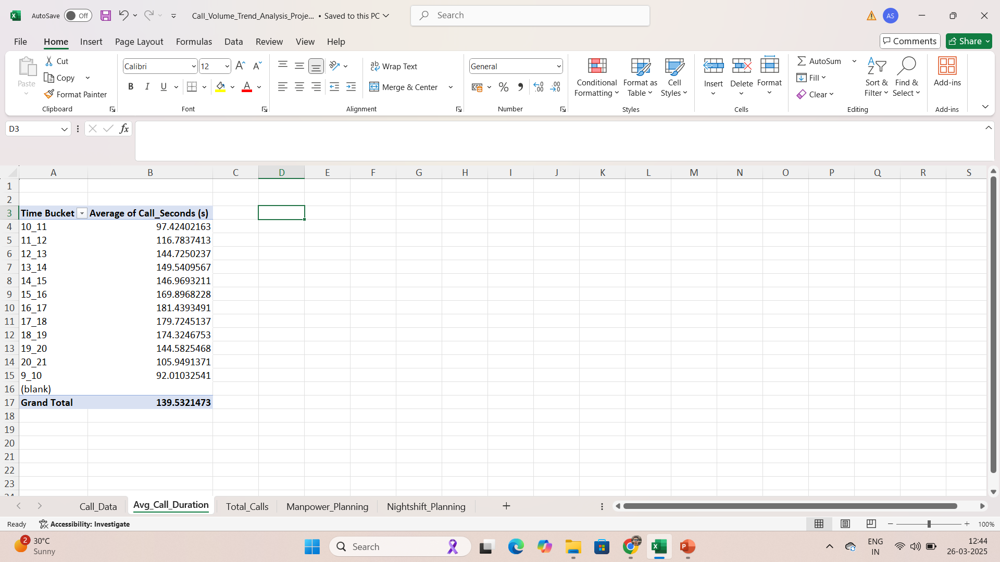 AutoSave Off Call_Volume_Trend_Analysis_Proje... • Saved to this PC Search AS
File Home Insert Page Layout Formulas Data Review View Help Comments Share
Paste Cut Copy Format Painter Clipboard
Calibri 12 B I U A Font
Wrap Text Merge & Center Alignment
General % Number
Conditional Formatting Format as Table Cell Styles Styles
Insert Delete Format Cells
AutoSum Fill Clear Sort & Filter Find & Select Editing
Add-ins Add-ins
D3 fx
A B C D E F G H I J K L M N O P Q R S
1
2
3 Time Bucket Average of Call_Seconds (s)
4 10_11 97.42402163
5 11_12 116.7837413
6 12_13 144.7250237
7 13_14 149.5409567
8 14_15 146.9693211
9 15_16 169.8968228
10 16_17 181.4393491
11 17_18 179.7245137
12 18_19 174.3246753
13 19_20 144.5825468
14 20_21 105.9491371
15 9_10 92.01032541
16 (blank)
17 Grand Total 139.5321473
18
19
20
21
22
23
24
Call_Data Avg_Call_Duration Total_Calls Manpower_Planning Nightshift_Planning
Ready Accessibility: Investigate 100%
2 30°C Search ENG 12:44
Sunny IN 26-03-2025